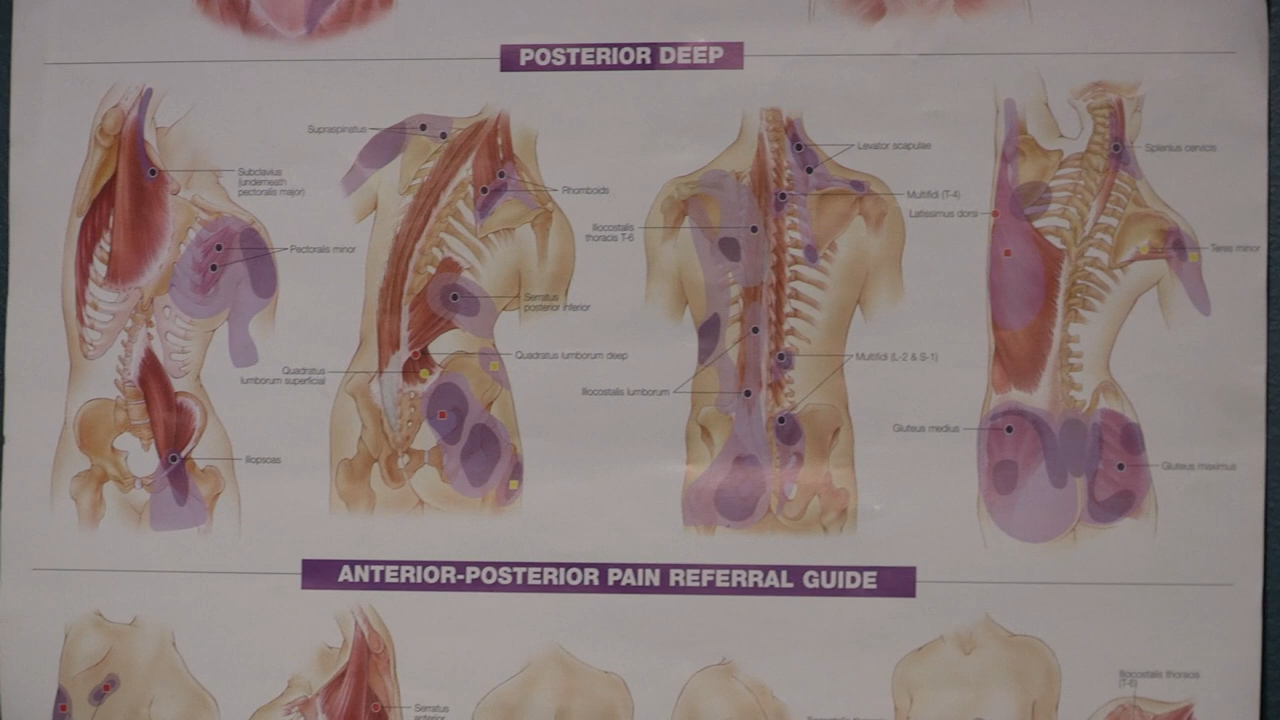 POSTERIOR DEEP
Subclavius
(underneath
pectoralis major)
Pectoralis minor
Iliopsoas
Supraspinatus
Rhomboids
Serratus
posterior inferior
Quadratus lumborum deep
Quadratus
lumborum superficial
Levator scapulae
Multifidi (T-4)
Iliocostalis
thoracis T-6
Multifidi (L-2 & S-1)
Iliocostalis lumborum
Splenius cervicis
Latissimus dorsi
Teres minor
Gluteus medius
Gluteus maximus
ANTERIOR-POSTERIOR PAIN REFERRAL GUIDE
Serratus
anterior
Iliocostalis thoracis
(T-6)